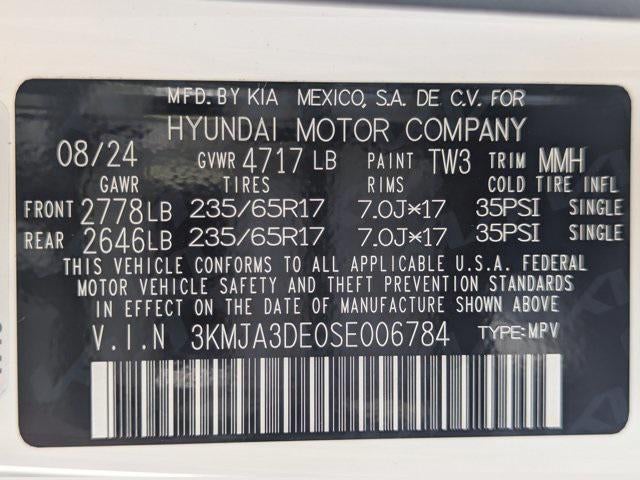 MFD. BY KIA MEXICO, S.A. DE C.V. FOR
HYUNDAI MOTOR COMPANY
08/24 GVWR 4717 LB PAINT TW3 TRIM MMH
GAWR TIRES RIMS COLD TIRE INFL
FRONT 2778LB 235/65R17 7.0J×17 35PSI SINGLE
REAR 2646LB 235/65R17 7.0J×17 35PSI SINGLE
THIS VEHICLE CONFORMS TO ALL APPLICABLE U.S.A. FEDERAL
MOTOR VEHICLE SAFETY AND THEFT PREVENTION STANDARDS
IN EFFECT ON THE DATE OF MANUFACTURE SHOWN ABOVE.
V.I.N 3KMJA3DE0SE006784 TYPE:MPV